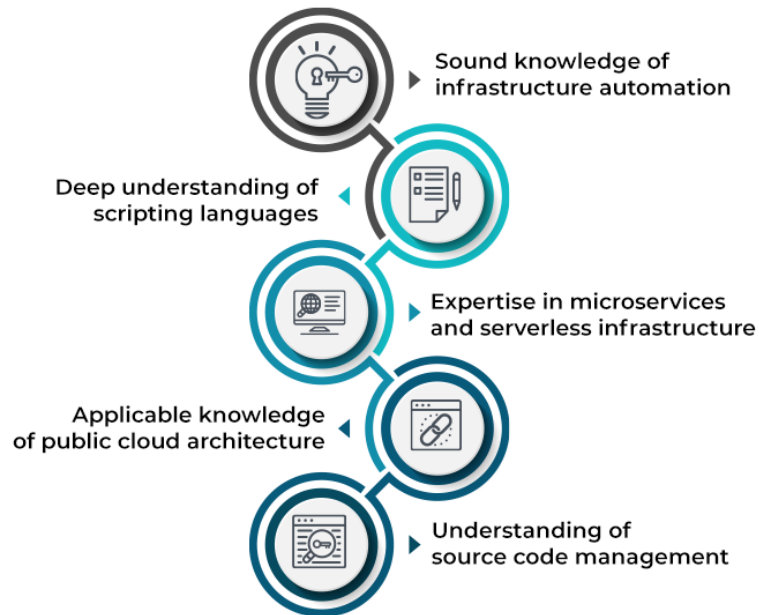 Sound knowledge of
infrastructure automation
Deep understanding of
scripting languages
Expertise in microservices
and serverless infrastructure
Applicable knowledge
of public cloud architecture
Understanding of
source code management